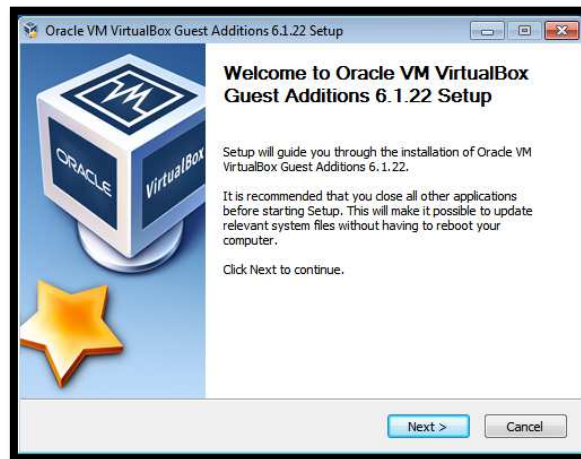 Oracle VM VirtualBox Guest Additions 6.1.22 Setup
Welcome to Oracle VM VirtualBox
Guest Additions 6.1.22 Setup
ORACLE
VirtualBox
Setup will guide you through the installation of Oracle VM
VirtualBox Guest Additions 6.1.22.
It is recommended that you close all other applications
before starting Setup. This will make it possible to update
relevant system files without having to reboot your
computer.
Click Next to continue.
Next >
Cancel